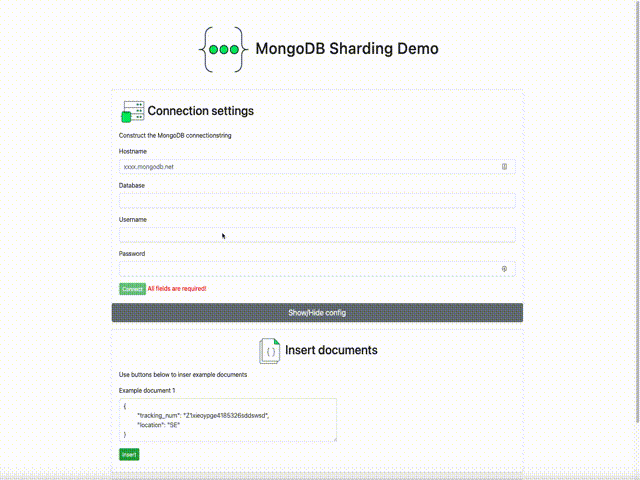 MongoDB Sharding Demo
Connection settings
Construct the MongoDB connectionstring
Hostname
xxxx.mongodb.net
Database
Username
Password
Connect All fields are required!
Show/Hide config
Insert documents
Use buttons below to inser example documents
Example document 1
{
"tracking_num": "Z1xieoypge4185326sddswsd",
"location": "SE"
}
Insert